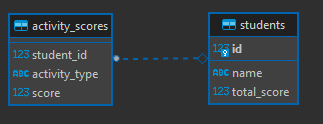 activity_scores
123 student_id
ABC activity_type
123 score
students
123 id
ABC name
123 total_score